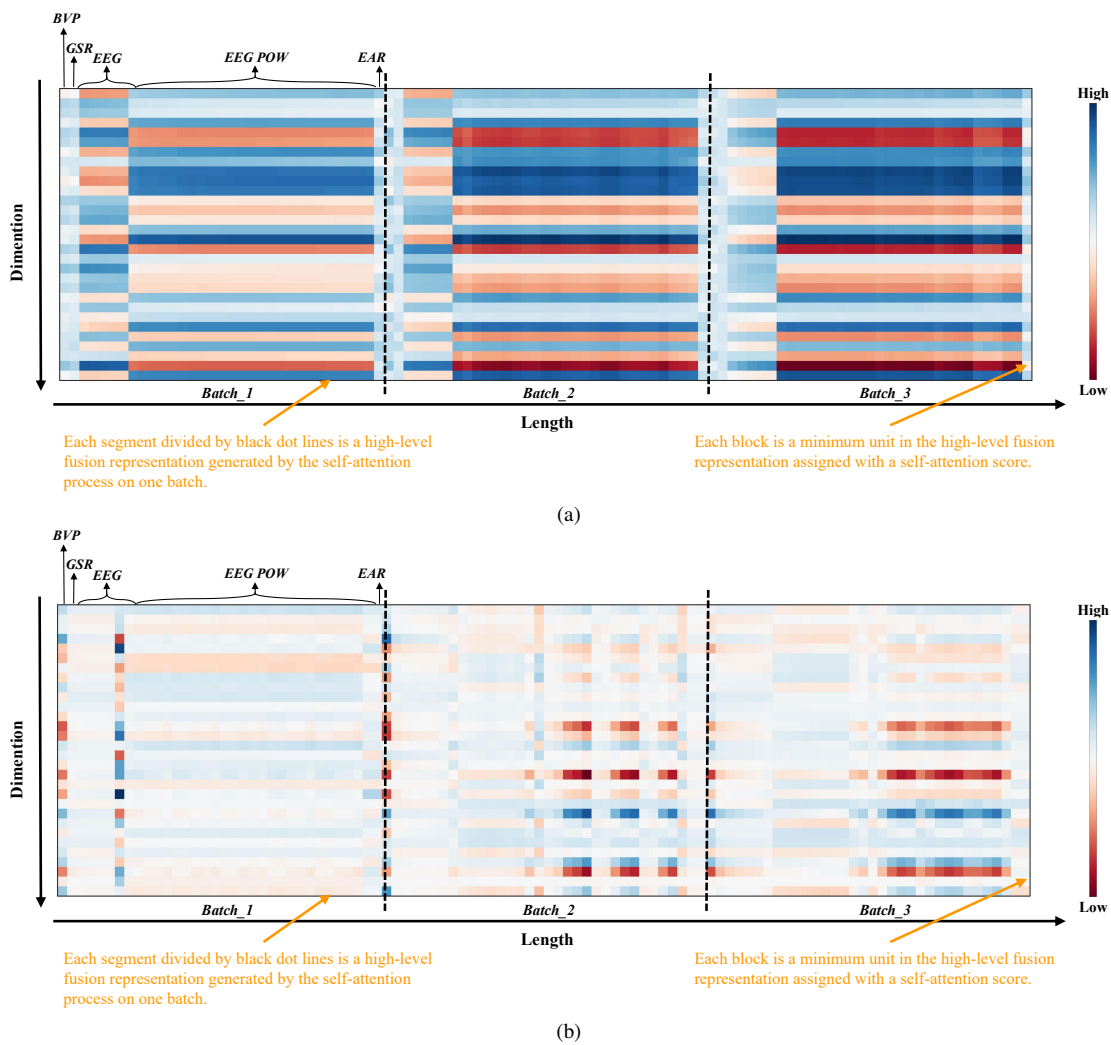 BVP
GSR
EEG
EEG POW
EAR
High
Dimention
Low
Batch_1
Batch_2
Batch_3
Length
Each segment divided by black dot lines is a high-level
fusion representation generated by the self-attention
process on one batch.
Each block is a minimum unit in the high-level fusion
representation assigned with a self-attention score.
(a)
BVP
GSR
EEG
EEG POW
EAR
High
Dimention
Low
Batch_1
Batch_2
Batch_3
Length
Each segment divided by black dot lines is a high-level
fusion representation generated by the self-attention
process on one batch.
Each block is a minimum unit in the high-level fusion
representation assigned with a self-attention score.
(b)